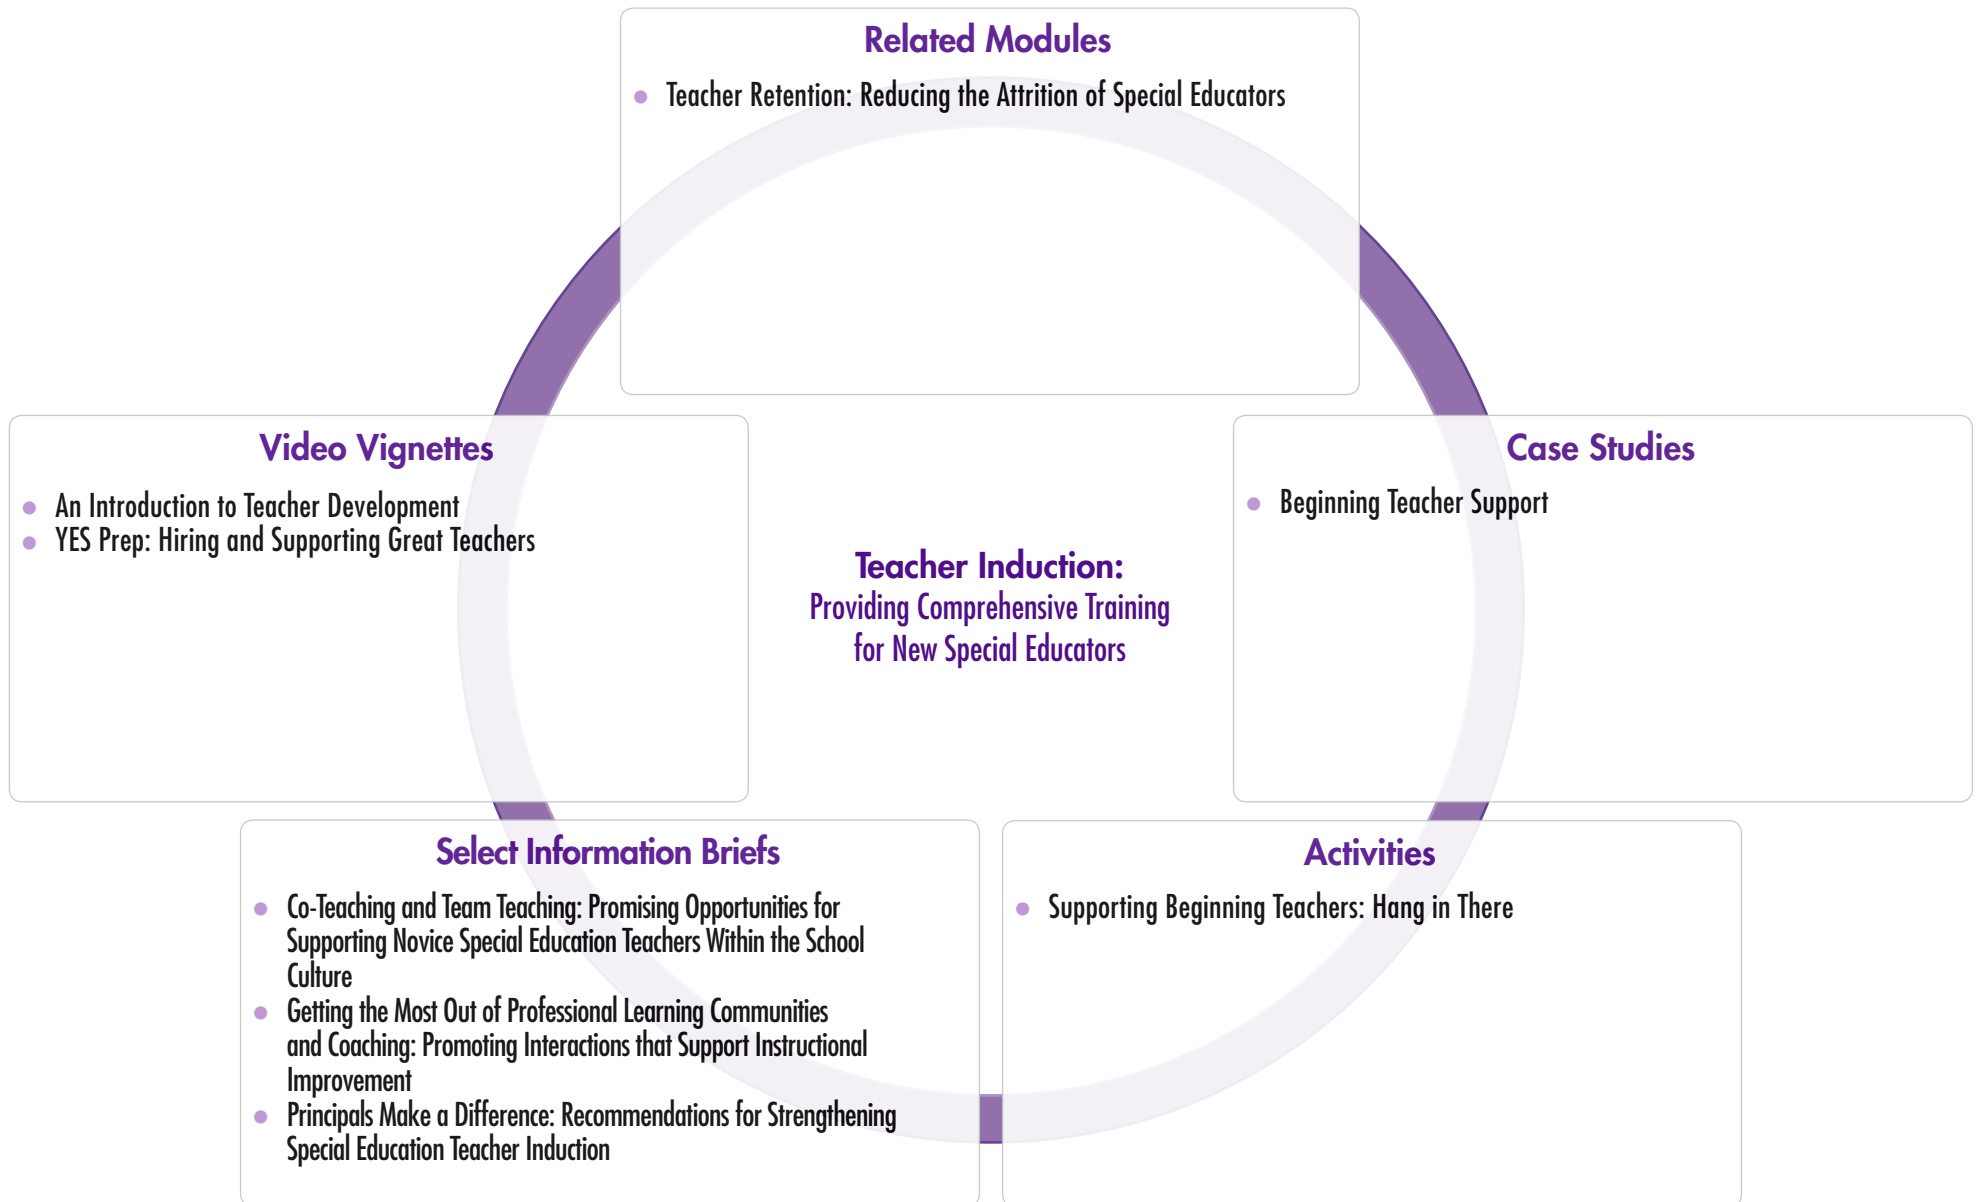 Related Modules
Teacher Retention: Reducing the Attrition of Special Educators
Video Vignettes
An Introduction to Teacher Development
YES Prep: Hiring and Supporting Great Teachers
Teacher Induction:
Providing Comprehensive Training
for New Special Educators
Case Studies
Beginning Teacher Support
Select Information Briefs
Co-Teaching and Team Teaching: Promising Opportunities for
Supporting Novice Special Education Teachers Within the School
Culture
Getting the Most Out of Professional Learning Communities
and Coaching: Promoting Interactions that Support Instructional
Improvement
Principals Make a Difference: Recommendations for Strengthening
Special Education Teacher Induction
Activities
Supporting Beginning Teachers: Hang in There